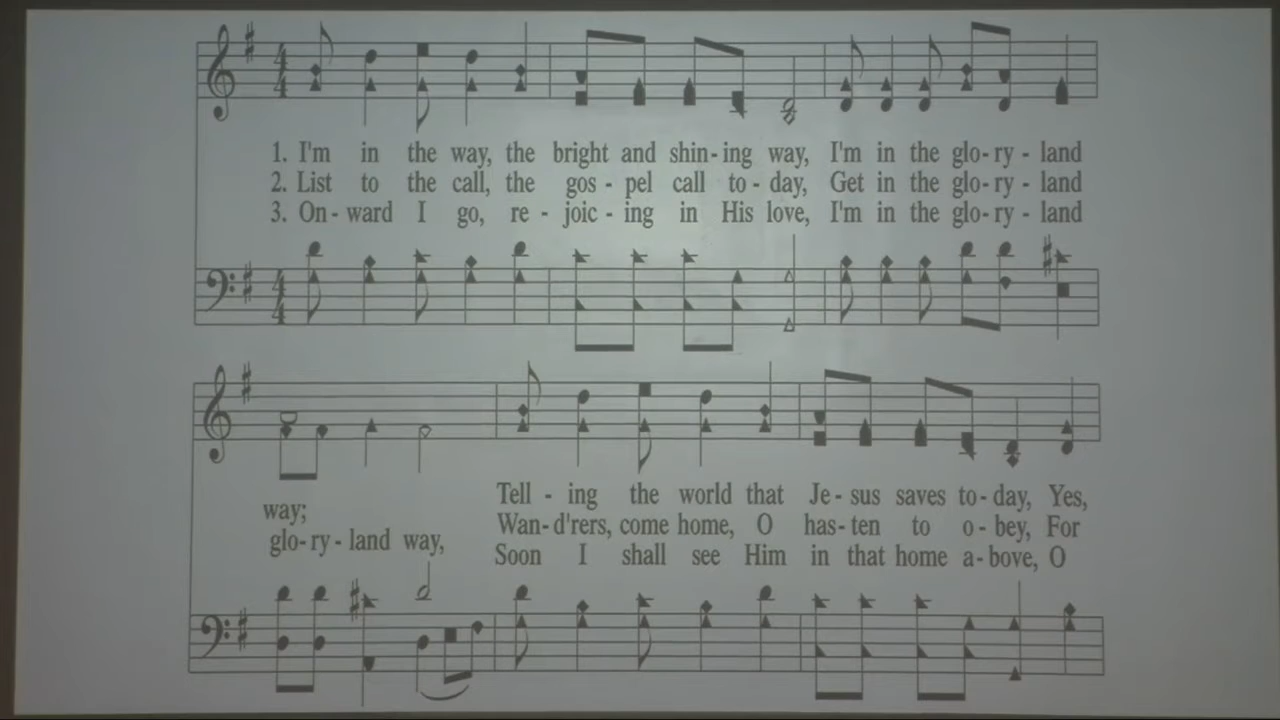 4
4
1. I'm in the way, the bright and shin-ing way, I'm in the glo-ry-land
2. List to the call, the gos-pel call to-day, Get in the glo-ry-land
3. On-ward I go, re-joic-ing in His love, I'm in the glo-ry-land
4
4
way;
glo-ry-land way,
Tell-ing the world that Je-sus saves to-day, Yes,
Wan-d'rers, come home, O has-ten to o-bey, For
Soon I shall see Him in that home a-bove, O